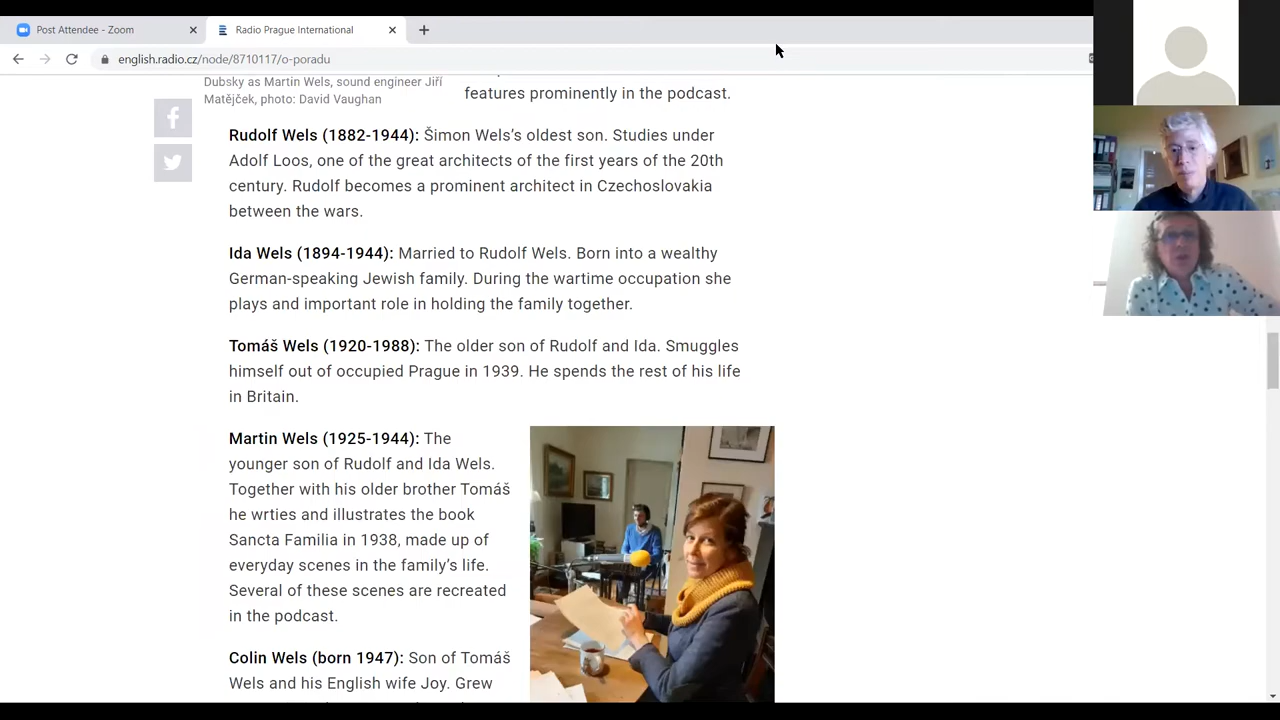 Post Attendee - Zoom
Radio Prague International
english.radio.cz/node/8710117/o-poradu
Dubsky as Martin Wels, sound engineer Jiří
Matějček, photo: David Vaughan
features prominently in the podcast.
Rudolf Wels (1882-1944): Šimon Wels’s oldest son. Studies under
Adolf Loos, one of the great architects of the first years of the 20th
century. Rudolf becomes a prominent architect in Czechoslovakia
between the wars.
Ida Wels (1894-1944): Married to Rudolf Wels. Born into a wealthy
German-speaking Jewish family. During the wartime occupation she
plays and important role in holding the family together.
Tomáš Wels (1920-1988): The older son of Rudolf and Ida. Smuggles
himself out of occupied Prague in 1939. He spends the rest of his life
in Britain.
Martin Wels (1925-1944): The
younger son of Rudolf and Ida Wels.
Together with his older brother Tomáš
he wrties and illustrates the book
Sancta Familia in 1938, made up of
everyday scenes in the family’s life.
Several of these scenes are recreated
in the podcast.
Colin Wels (born 1947): Son of Tomáš
Wels and his English wife Joy. Grew